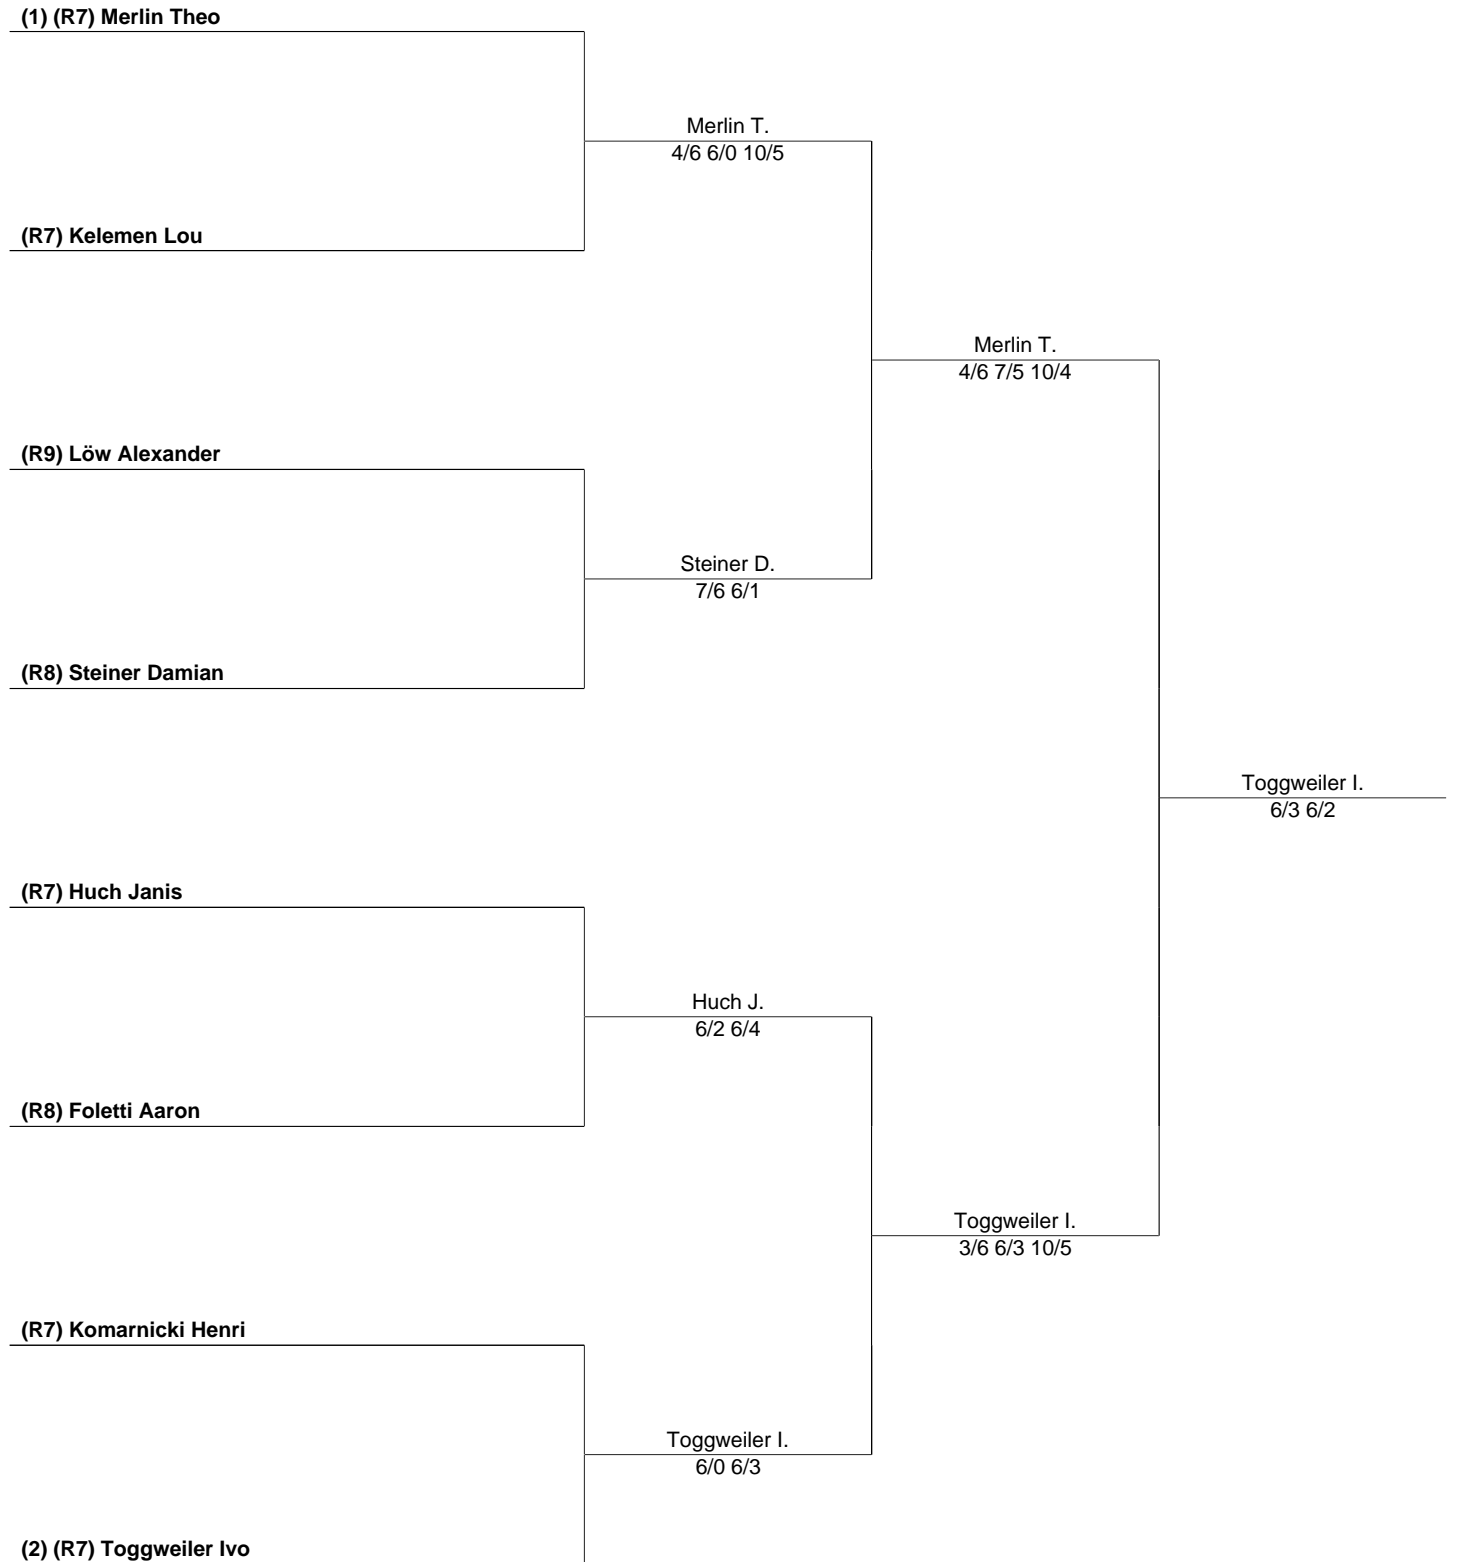 (1) (R7) Merlin Theo
Merlin T.
4/6 6/0 10/5
(R7) Kelemen Lou
Merlin T.
4/6 7/5 10/4
(R9) Löw Alexander
Steiner D.
7/6 6/1
(R8) Steiner Damian
Toggweiler I.
6/3 6/2
(R7) Huch Janis
Huch J.
6/2 6/4
(R8) Foletti Aaron
Toggweiler I.
3/6 6/3 10/5
(R7) Komarnicki Henri
Toggweiler I.
6/0 6/3
(2) (R7) Toggweiler Ivo